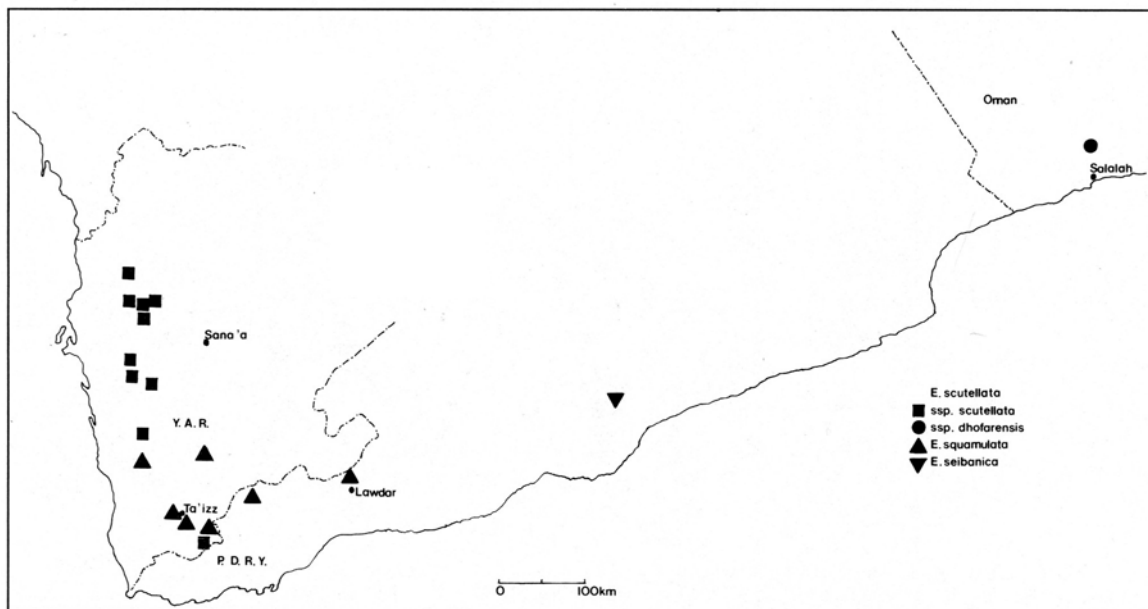 Oman
Salalah
Sana'a
E. scutellata
ssp. scutellata
ssp. dhofarensis
E. squamulata
E. seibanica
Y. A. R.
Lawdar
Ta'izz
P. D. R. Y.
0 100km